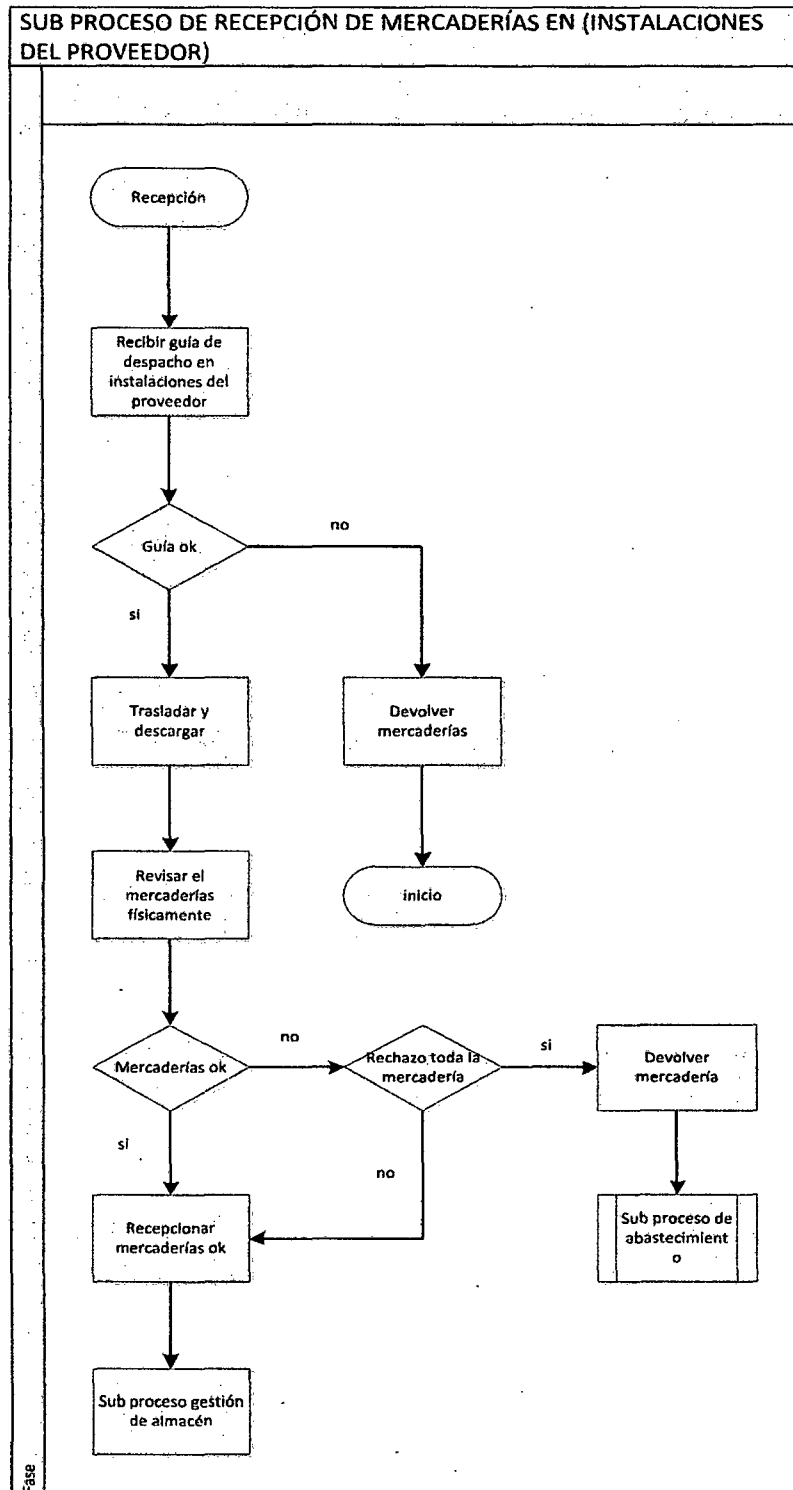 SUB PROCESO DE RECEPCIÓN DE MERCADERÍAS EN (INSTALACIONES
DEL PROVEEDOR)
Recepción
Recibir guía de
despacho en
instalaciones del
proveedor
Guía ok
no
si
Trasladar y
descargar
Devolver
mercaderías
Revisar el
mercaderías
físicamente
inicio
Mercaderías ok
no
Rechazo toda la
mercadería
si
Devolver
mercadería
si
no
Recepcionar
mercaderías ok
Sub proceso de
abastecimient
o
Sub proceso gestión
de almacén
Fase